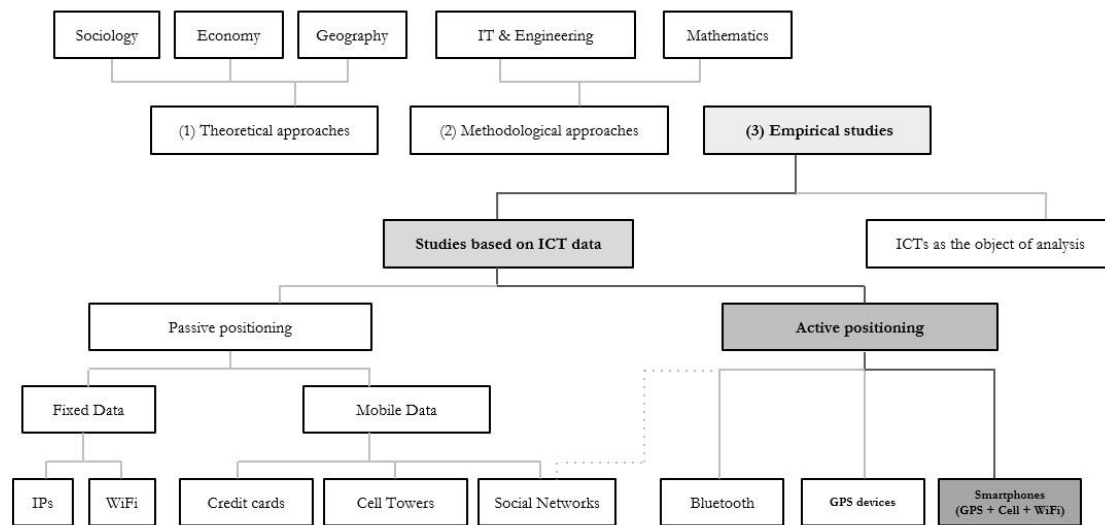 Sociology
Economy
Geography
IT & Engineering
Mathematics
(1) Theoretical approaches
(2) Methodological approaches
(3) Empirical studies
Studies based on ICT data
ICTs as the object of analysis
Passive positioning
Active positioning
Fixed Data
Mobile Data
IPs
WiFi
Credit cards
Cell Towers
Social Networks
Bluetooth
GPS devices
Smartphones
(GPS + Cell + WiFi)